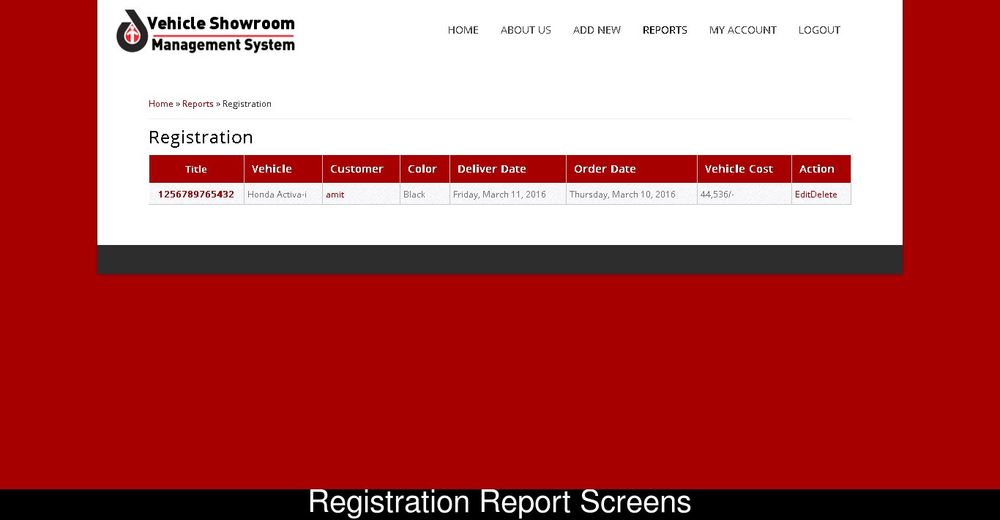 Vehicle Showroom
Management System
HOME ABOUT US ADD NEW REPORTS MY ACCOUNT LOGOUT
Home » Reports » Registration
Registration
Title Vehicle Customer Color Deliver Date Order Date Vehicle Cost Action
1256789765432 Honda Activa-i amit Black Friday, March 11, 2016 Thursday, March 10, 2016 44,536/- EditDelete
Registration Report Screens